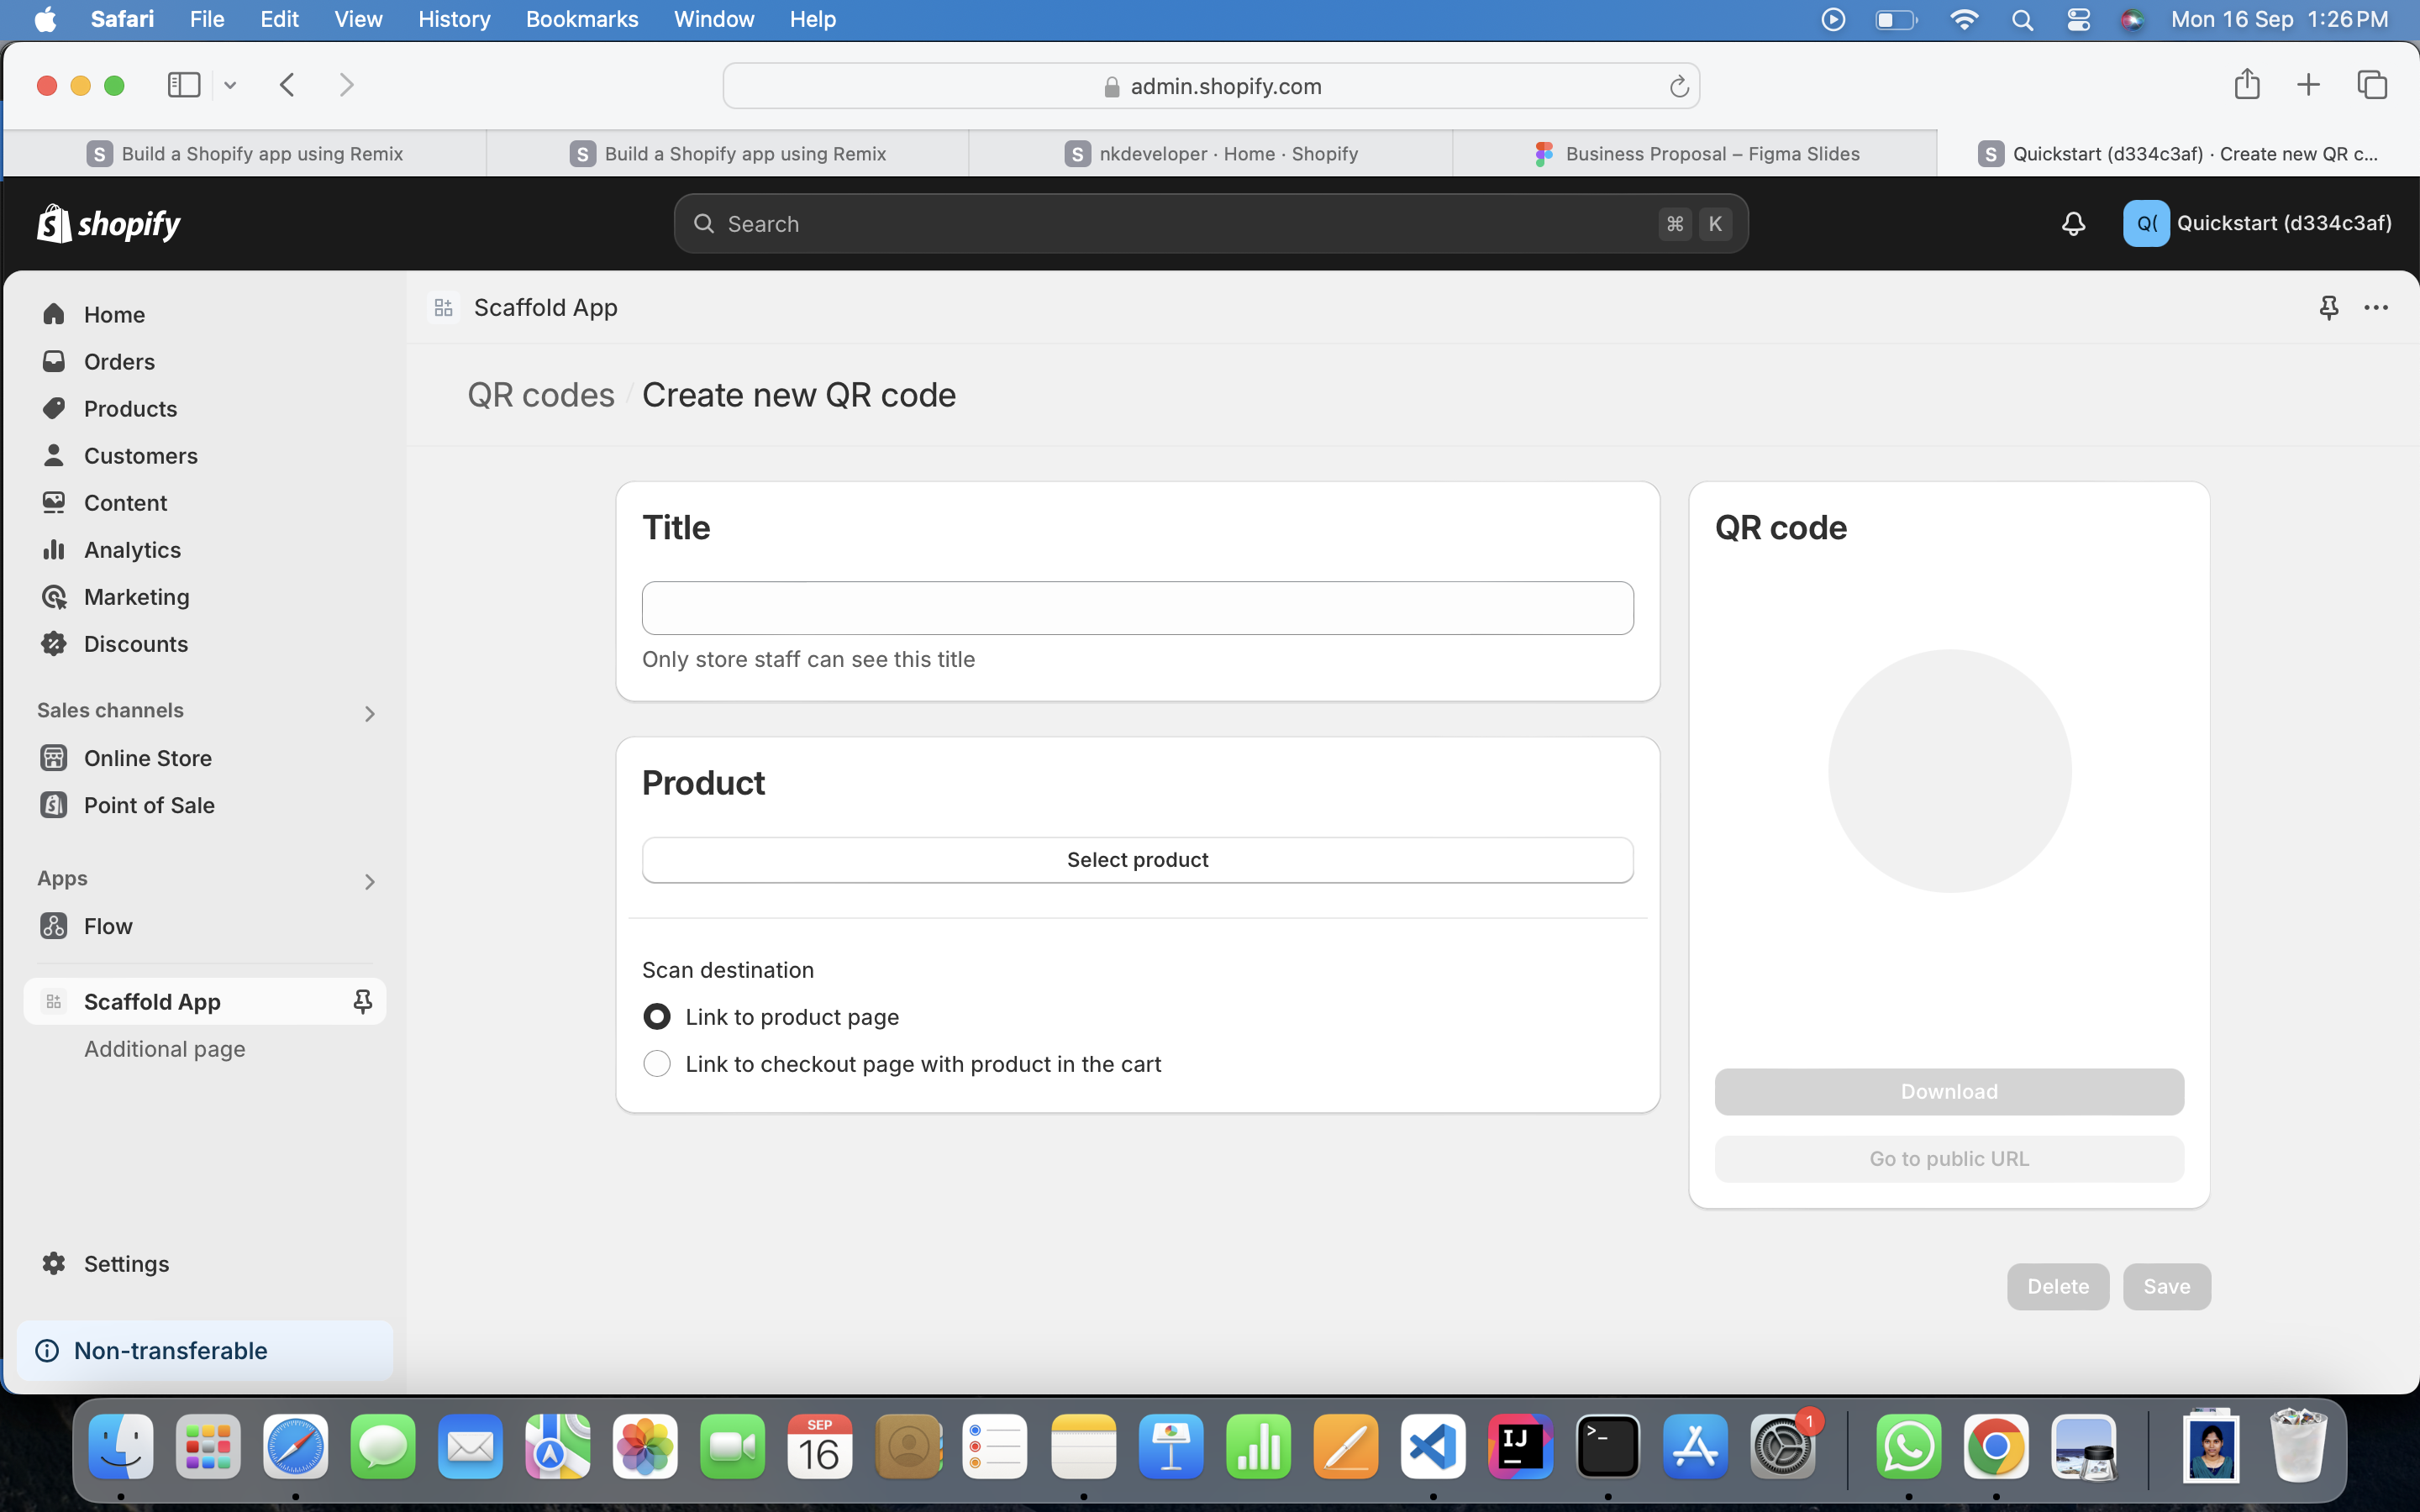 Safari File Edit View History Bookmarks Window Help Mon 16 Sep 1:26 PM
admin.shopify.com
S Build a Shopify app using Remix
S Build a Shopify app using Remix
S nkdeveloper · Home · Shopify
Business Proposal – Figma Slides
S Quickstart (d334c3af) · Create new QR c...
shopify
Search ⌘ K
Q( Quickstart (d334c3af)
Home
Orders
Products
Customers
Content
Analytics
Marketing
Discounts
Sales channels
Online Store
Point of Sale
Apps
Flow
Scaffold App
Additional page
Settings
Non-transferable
Scaffold App
QR codes / Create new QR code
Title
Only store staff can see this title
Product
Select product
Scan destination
Link to product page
Link to checkout page with product in the cart
QR code
Download
Go to public URL
Delete
Save
SEP
16
IJ
>_
1